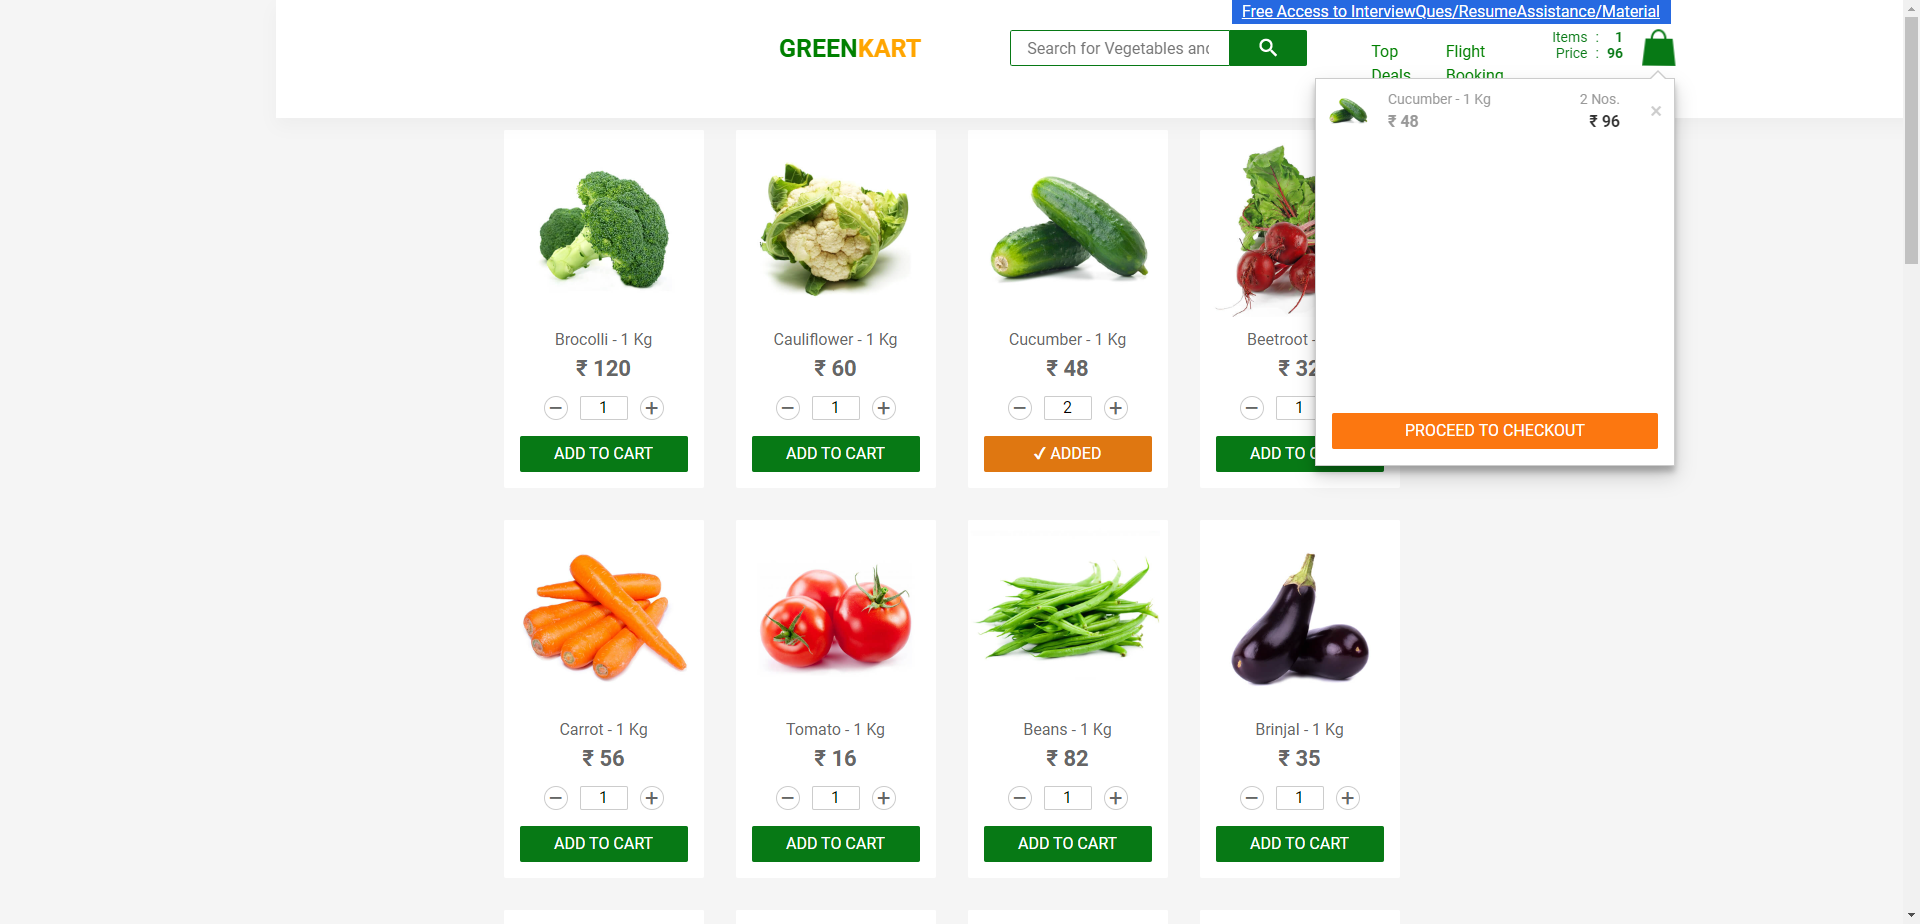 Free Access to InterviewQues/ResumeAssistance/Material
GREENKART
Search for Vegetables and
Top
Deals
Flight
Booking
Items : 1
Price : 96
Cucumber - 1 Kg
₹ 48
2 Nos.
₹ 96
×
PROCEED TO CHECKOUT
Brocolli - 1 Kg
₹ 120
– 1 +
ADD TO CART
Cauliflower - 1 Kg
₹ 60
– 1 +
ADD TO CART
Cucumber - 1 Kg
₹ 48
– 2 +
✓ ADDED
Beetroot -
₹ 32
– 1
ADD TO
Carrot - 1 Kg
₹ 56
– 1 +
ADD TO CART
Tomato - 1 Kg
₹ 16
– 1 +
ADD TO CART
Beans - 1 Kg
₹ 82
– 1 +
ADD TO CART
Brinjal - 1 Kg
₹ 35
– 1 +
ADD TO CART